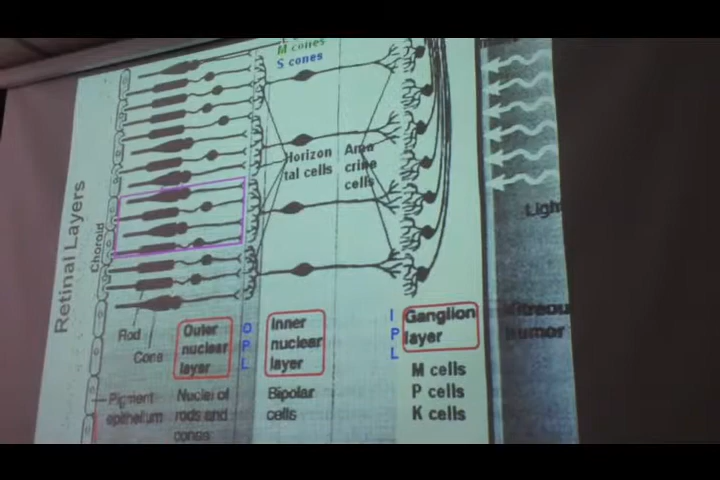 M cones
S cones
Horizon
tal cells
Ama
crine
cells
Retinal Layers
Choroid
Light
Rod
Cone
Outer
nuclear
layer
O
P
L
Inner
nuclear
layer
I
P
L
Ganglion
layer
Vitreou
humor
Pigment
epithelium
Nuclei of
rods and
cones
Bipolar
cells
M cells
P cells
K cells